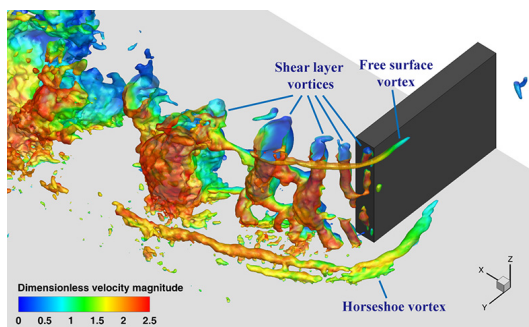 Shear layer
vortices
Free surface
vortex
Horseshoe vortex
Dimensionless velocity magnitude
0 0.5 1 1.5 2 2.5
X
Z
Y